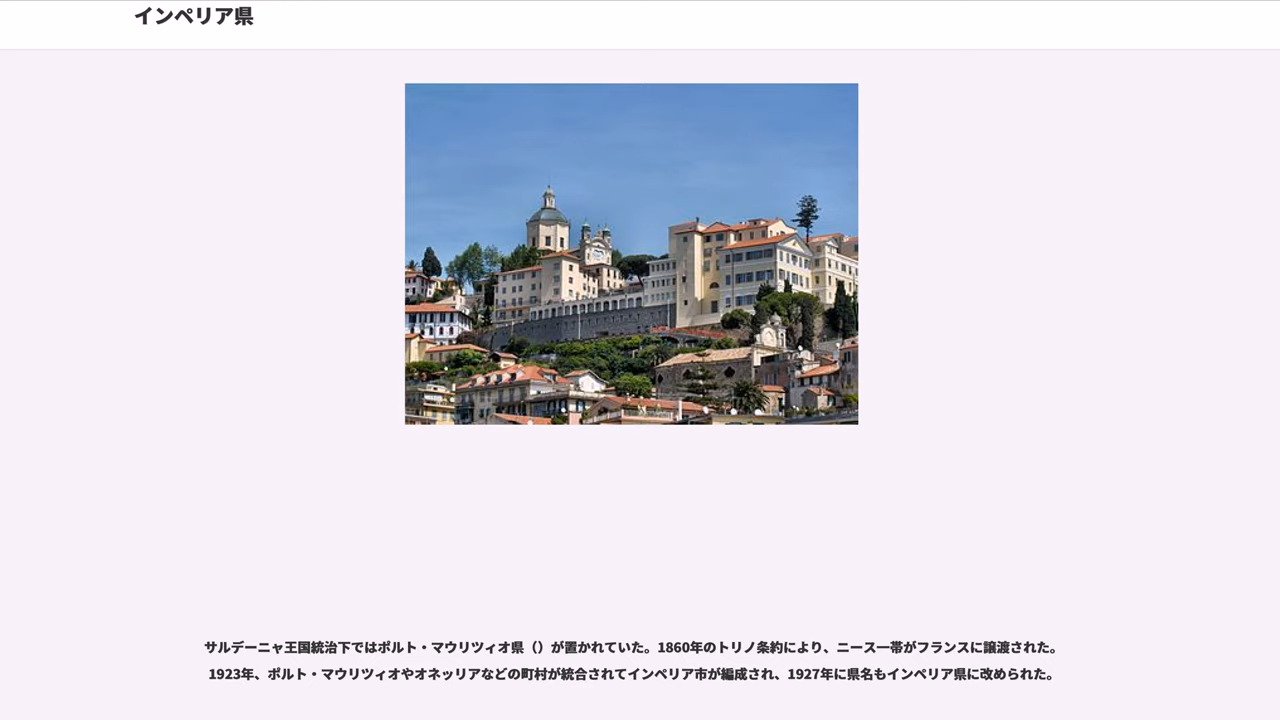 インペリア県
サルデーニャ王国統治下ではポルト・マウリツィオ県（）が置かれていた。1860年のトリノ条約により、ニース一帯がフランスに譲渡された。
1923年、ポルト・マウリツィオやオネッリアなどの町村が統合されてインペリア市が編成され、1927年に県名もインペリア県に改められた。